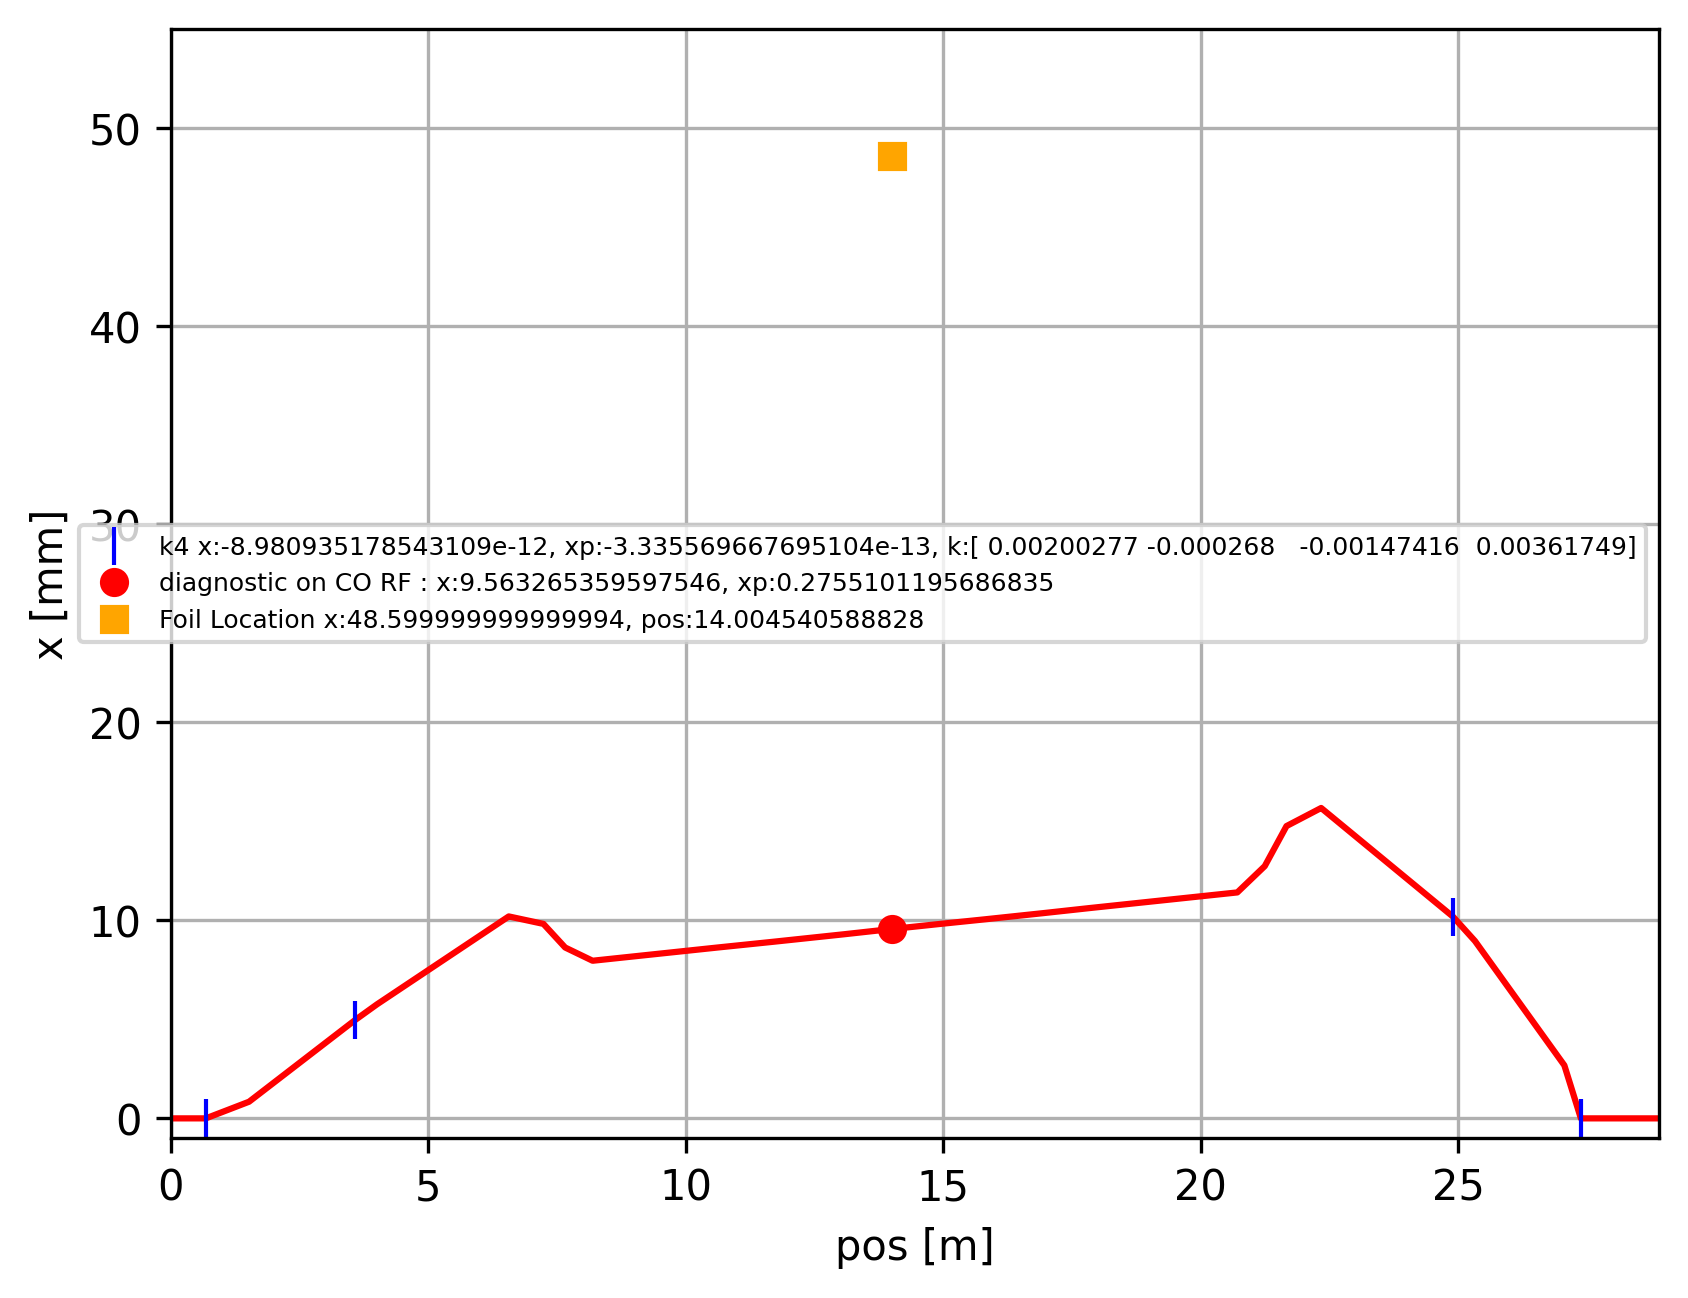 50
40
30
20
10
0
x [mm]
k4 x:-8.980935178543109e-12, xp:-3.335569667695104e-13, k:[ 0.00200277 -0.000268   -0.00147416  0.00361749]
diagnostic on CO RF : x:9.563265359597546, xp:0.2755101195686835
Foil Location x:48.599999999999994, pos:14.004540588828
0 5 10 15 20 25
pos [m]